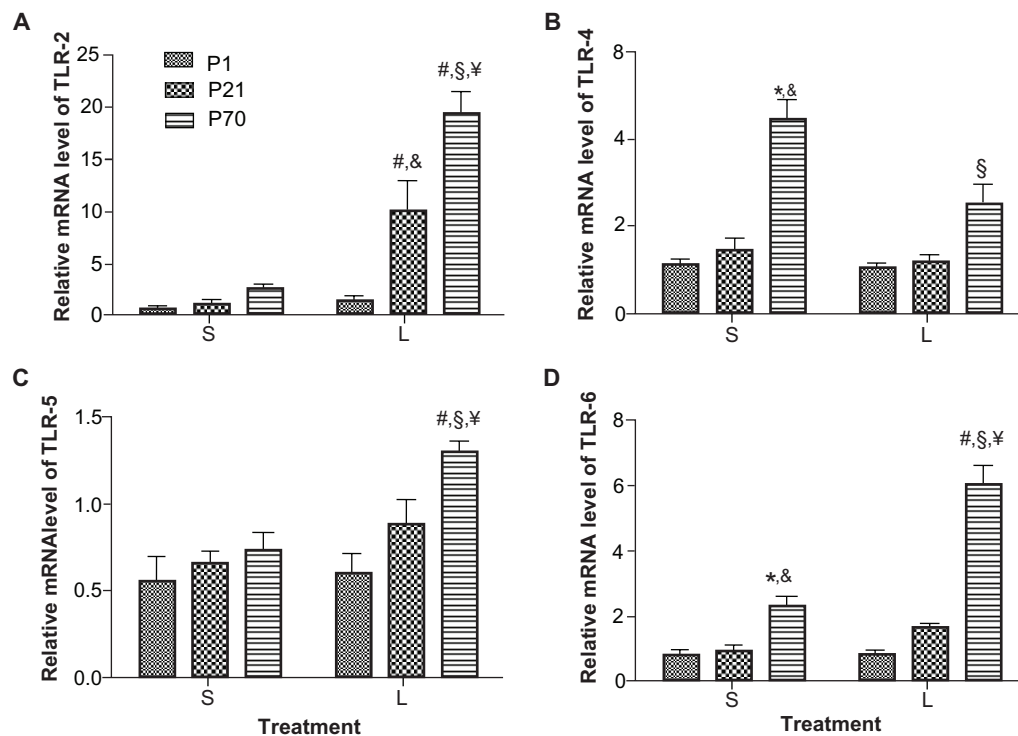 A
Relative mRNA level of TLR-2
25
20
15
10
5
0
P1
P21
P70
#,&
#,§,¥
S
L
B
Relative mRNA level of TLR-4
8
4
2
0
*,&
§
S
L
C
Relative mRNAlevel of TLR-5
1.5
1.0
0.5
0.0
#,§,¥
S
L
Treatment
D
Relative mRNA level of TLR-6
8
6
4
2
0
*,&
#,§,¥
S
L
Treatment